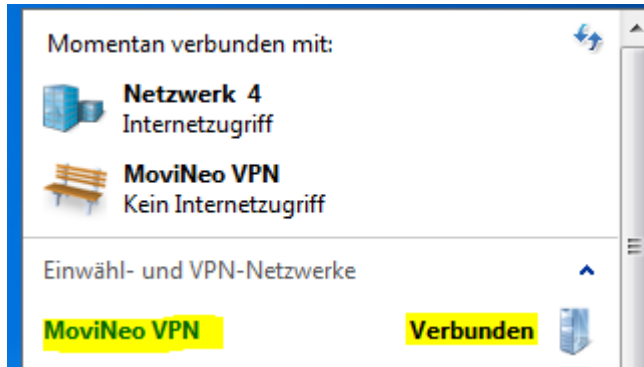 Momentan verbunden mit:
Netzwerk 4
Internetzugriff
MoviNeo VPN
Kein Internetzugriff
Einwähl- und VPN-Netzwerke
MoviNeo VPN Verbunden